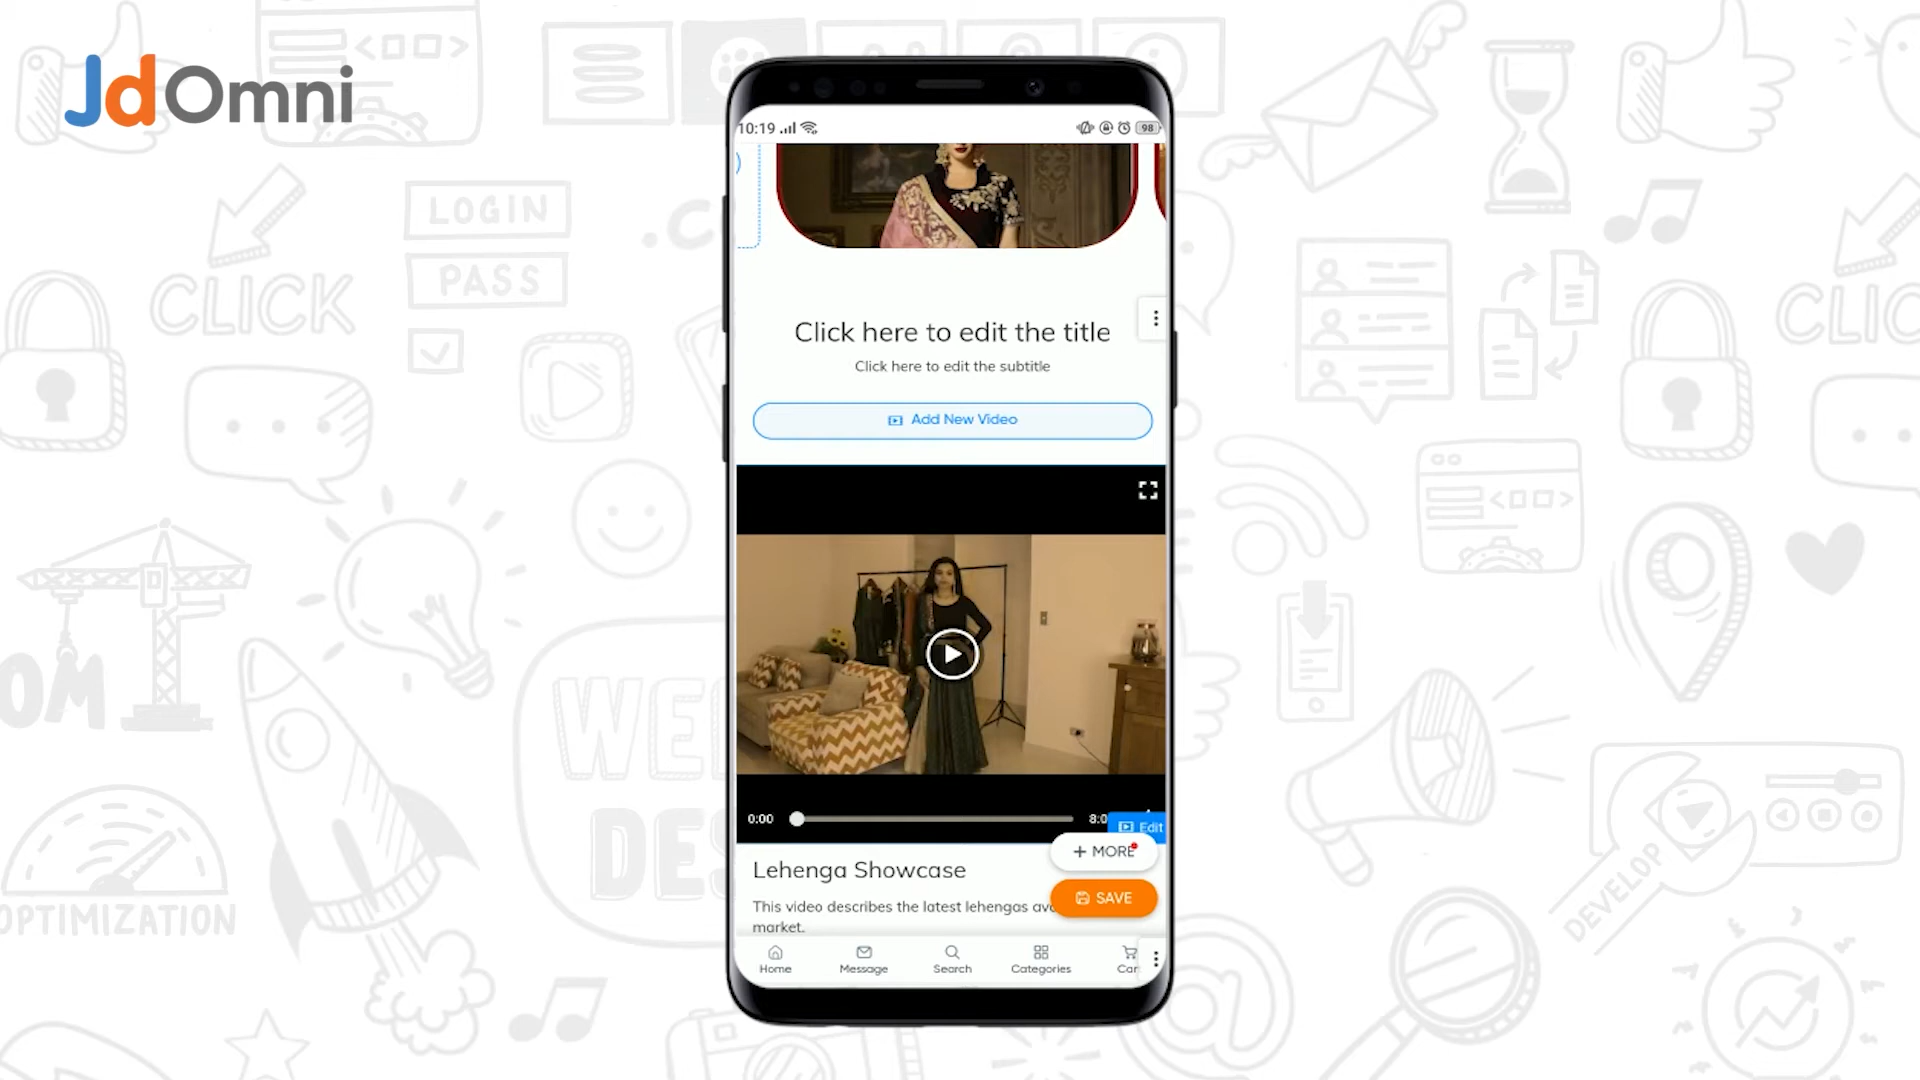 JdOmni
10:19
98
LOGIN
PASS
CLICK
Click here to edit the title
Click here to edit the subtitle
Add New Video
0:00
Edit
+ MORE
SAVE
Lehenga Showcase
This video describes the latest lehengas
market.
Home
Message
Search
Categories
OPTIMIZATION
DEVELOP